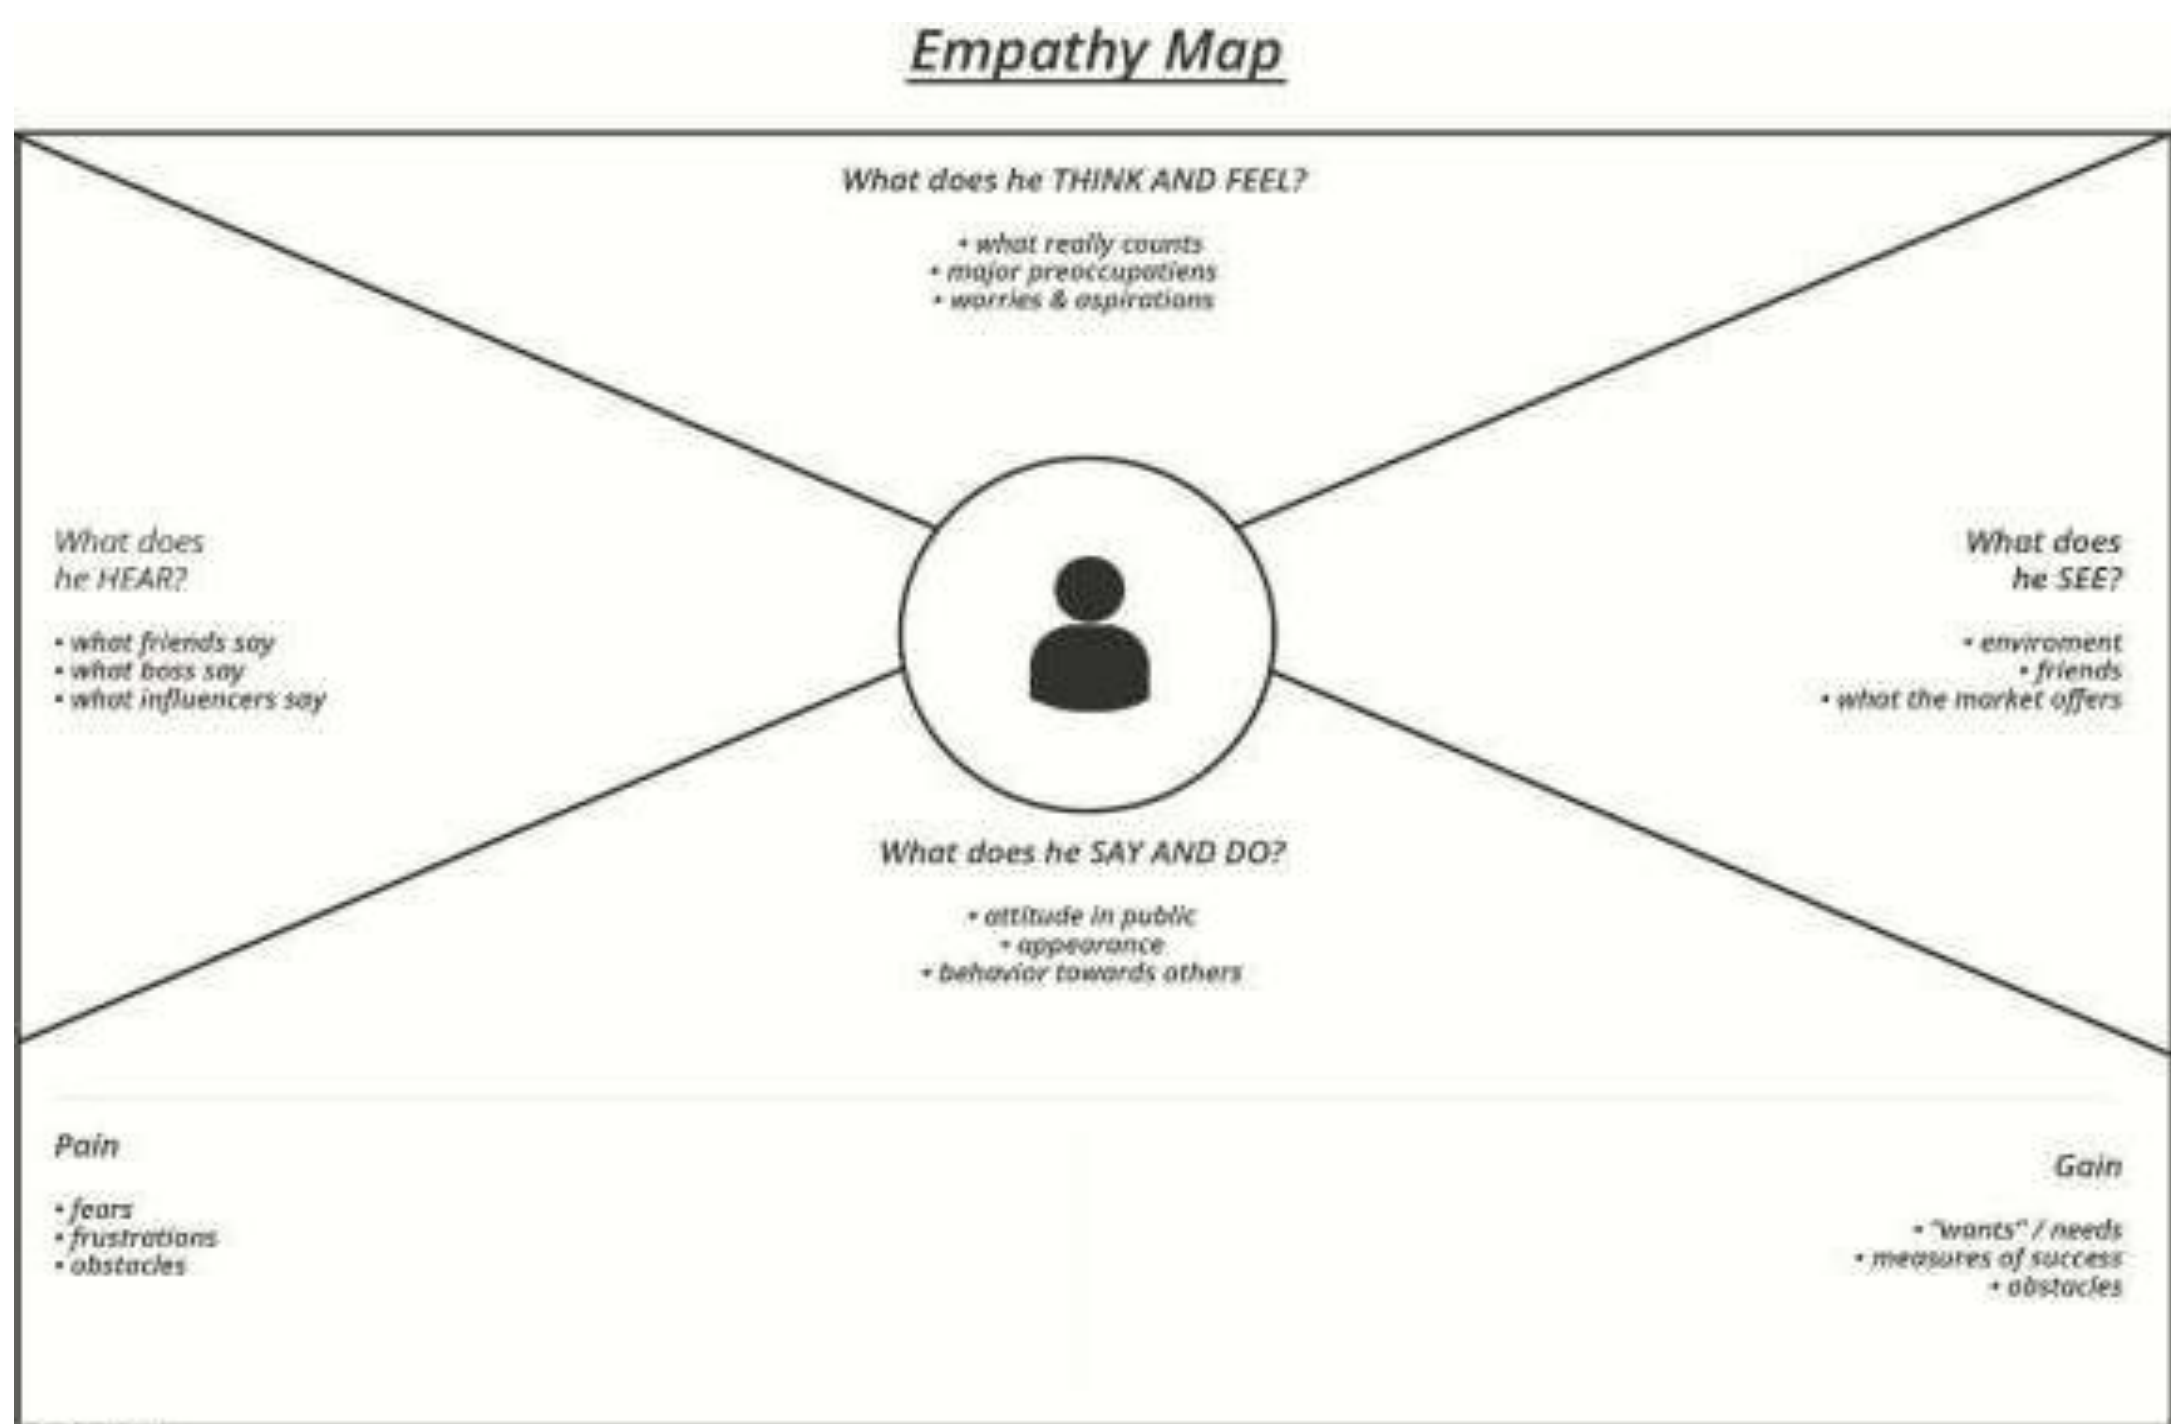 Empathy Map
What does he THINK AND FEEL?
• what really counts
• major preoccupatiens
• worries & aspirations
What does
he HEAR?
• what friends say
• what boss say
• what influencers say
What does
he SEE?
• enviroment
• friends
• what the market offers
What does he SAY AND DO?
• attitude in public
• appearance
• behavior towards others
Pain
• fears
• frustrations
• obstacles
Gain
• "wants" / needs
• measures of success
• obstacles